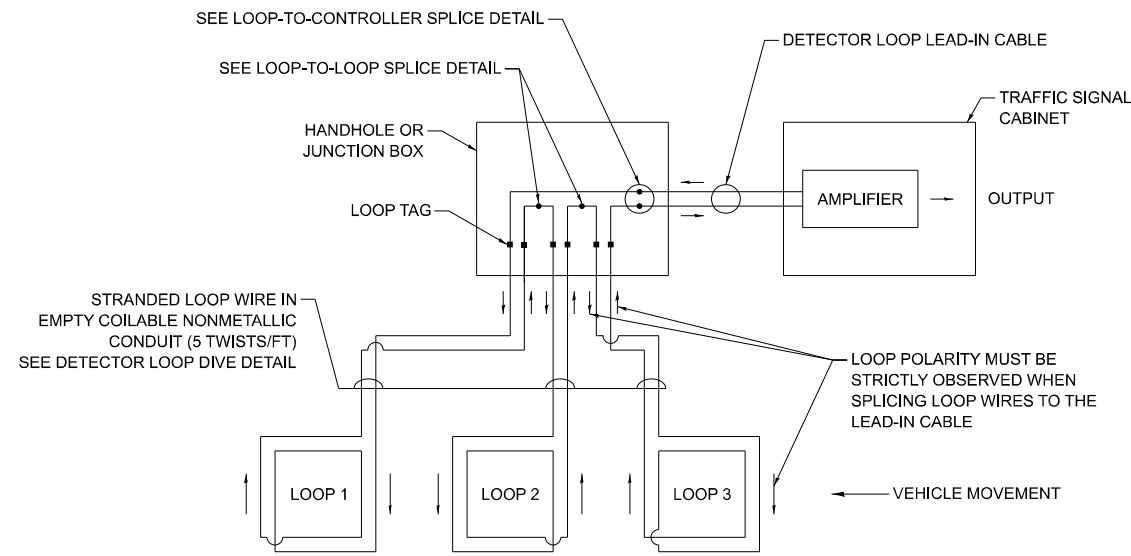 SEE LOOP-TO-CONTROLLER SPLICE DETAIL
DETECTOR LOOP LEAD-IN CABLE
SEE LOOP-TO-LOOP SPLICE DETAIL
TRAFFIC SIGNAL
CABINET
HANDHOLE OR
JUNCTION BOX
AMPLIFIER
OUTPUT
LOOP TAG
STRANDED LOOP WIRE IN
EMPTY COILABLE NONMETALLIC
CONDUIT (5 TWISTS/FT)
SEE DETECTOR LOOP DIVE DETAIL
LOOP POLARITY MUST BE
STRICTLY OBSERVED WHEN
SPLICING LOOP WIRES TO THE
LEAD-IN CABLE
LOOP 1
LOOP 2
LOOP 3
VEHICLE MOVEMENT